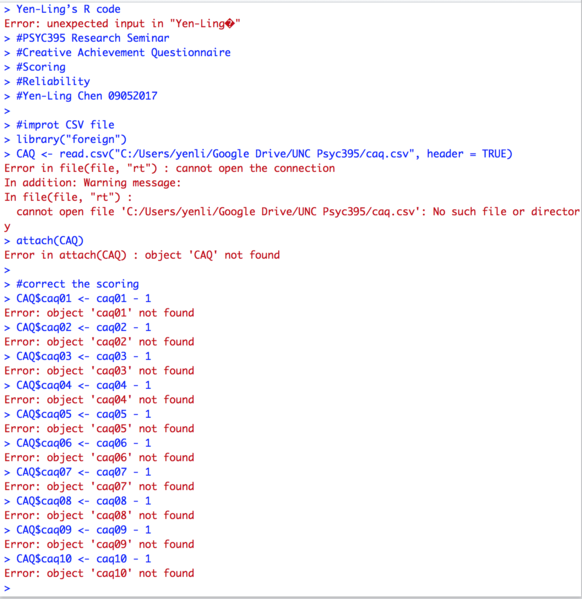 > Yen-Ling’s R code
Error: unexpected input in "Yen-Ling�"
> #PSYC395 Research Seminar
> #Creative Achievement Questionnaire
> #Scoring
> #Reliability
> #Yen-Ling Chen 09052017
>
> #improt CSV file
> library("foreign")
> CAQ <- read.csv("C:/Users/yenli/Google Drive/UNC Psyc395/caq.csv", header = TRUE)
Error in file(file, "rt") : cannot open the connection
In addition: Warning message:
In file(file, "rt") :
  cannot open file 'C:/Users/yenli/Google Drive/UNC Psyc395/caq.csv': No such file or director
y
> attach(CAQ)
Error in attach(CAQ) : object 'CAQ' not found
>
> #correct the scoring
> CAQ$caq01 <- caq01 - 1
Error: object 'caq01' not found
> CAQ$caq02 <- caq02 - 1
Error: object 'caq02' not found
> CAQ$caq03 <- caq03 - 1
Error: object 'caq03' not found
> CAQ$caq04 <- caq04 - 1
Error: object 'caq04' not found
> CAQ$caq05 <- caq05 - 1
Error: object 'caq05' not found
> CAQ$caq06 <- caq06 - 1
Error: object 'caq06' not found
> CAQ$caq07 <- caq07 - 1
Error: object 'caq07' not found
> CAQ$caq08 <- caq08 - 1
Error: object 'caq08' not found
> CAQ$caq09 <- caq09 - 1
Error: object 'caq09' not found
> CAQ$caq10 <- caq10 - 1
Error: object 'caq10' not found
>